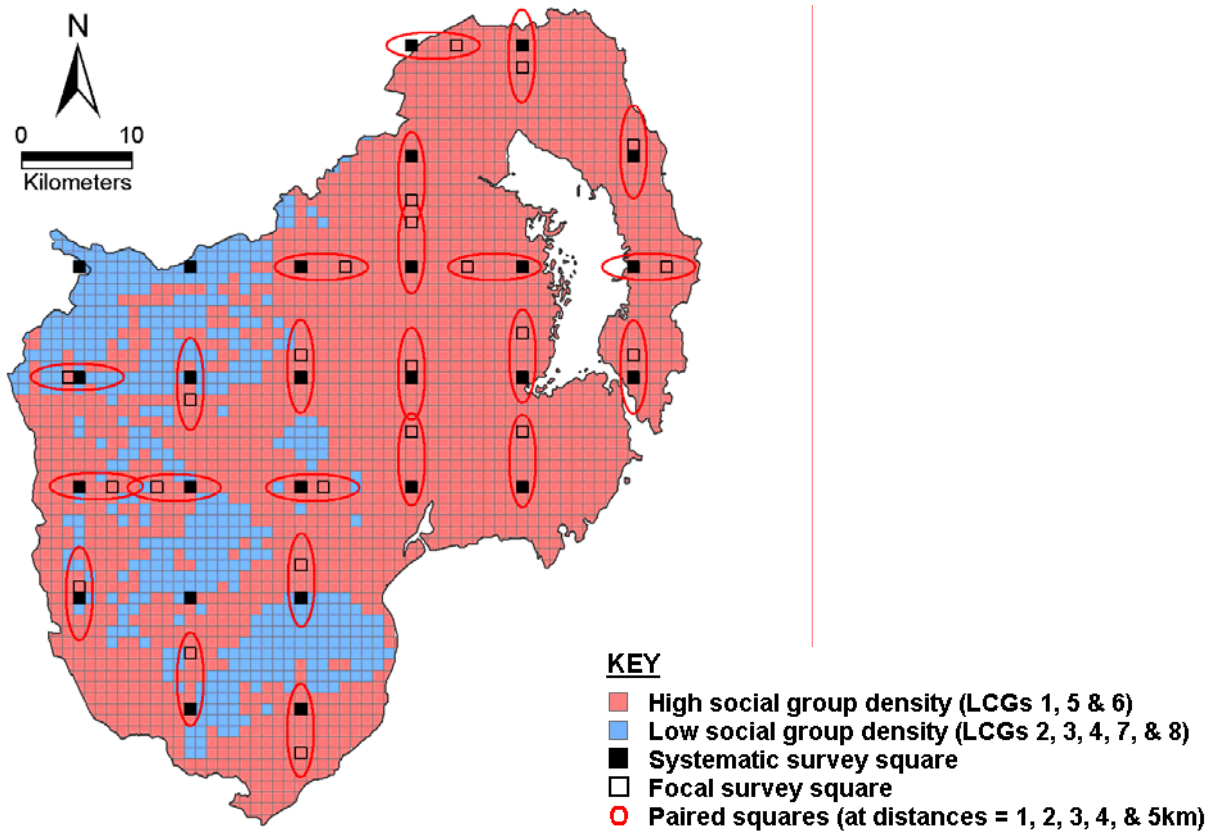 N
0 10
Kilometers
KEY
High social group density (LCGs 1, 5 & 6)
Low social group density (LCGs 2, 3, 4, 7, & 8)
Systematic survey square
Focal survey square
Paired squares (at distances = 1, 2, 3, 4, & 5km)